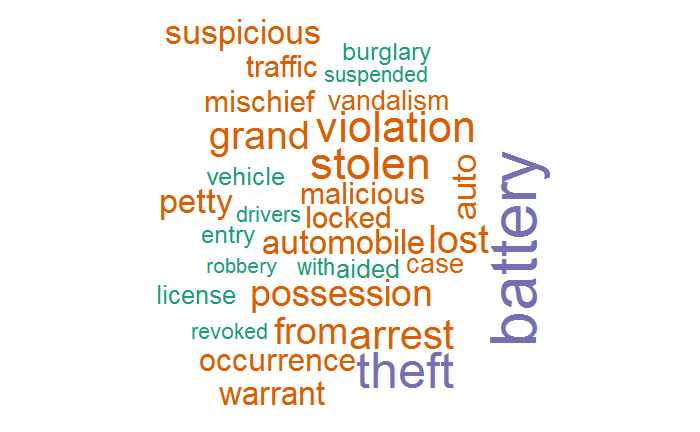 suspicious
burglary
traffic
suspended
mischief
vandalism
grand
violation
stolen
auto
battery
vehicle
malicious
petty
drivers
locked
entry
automobile
lost
robbery
with
aided
case
license
possession
revoked
from
arrest
occurrence
theft
warrant